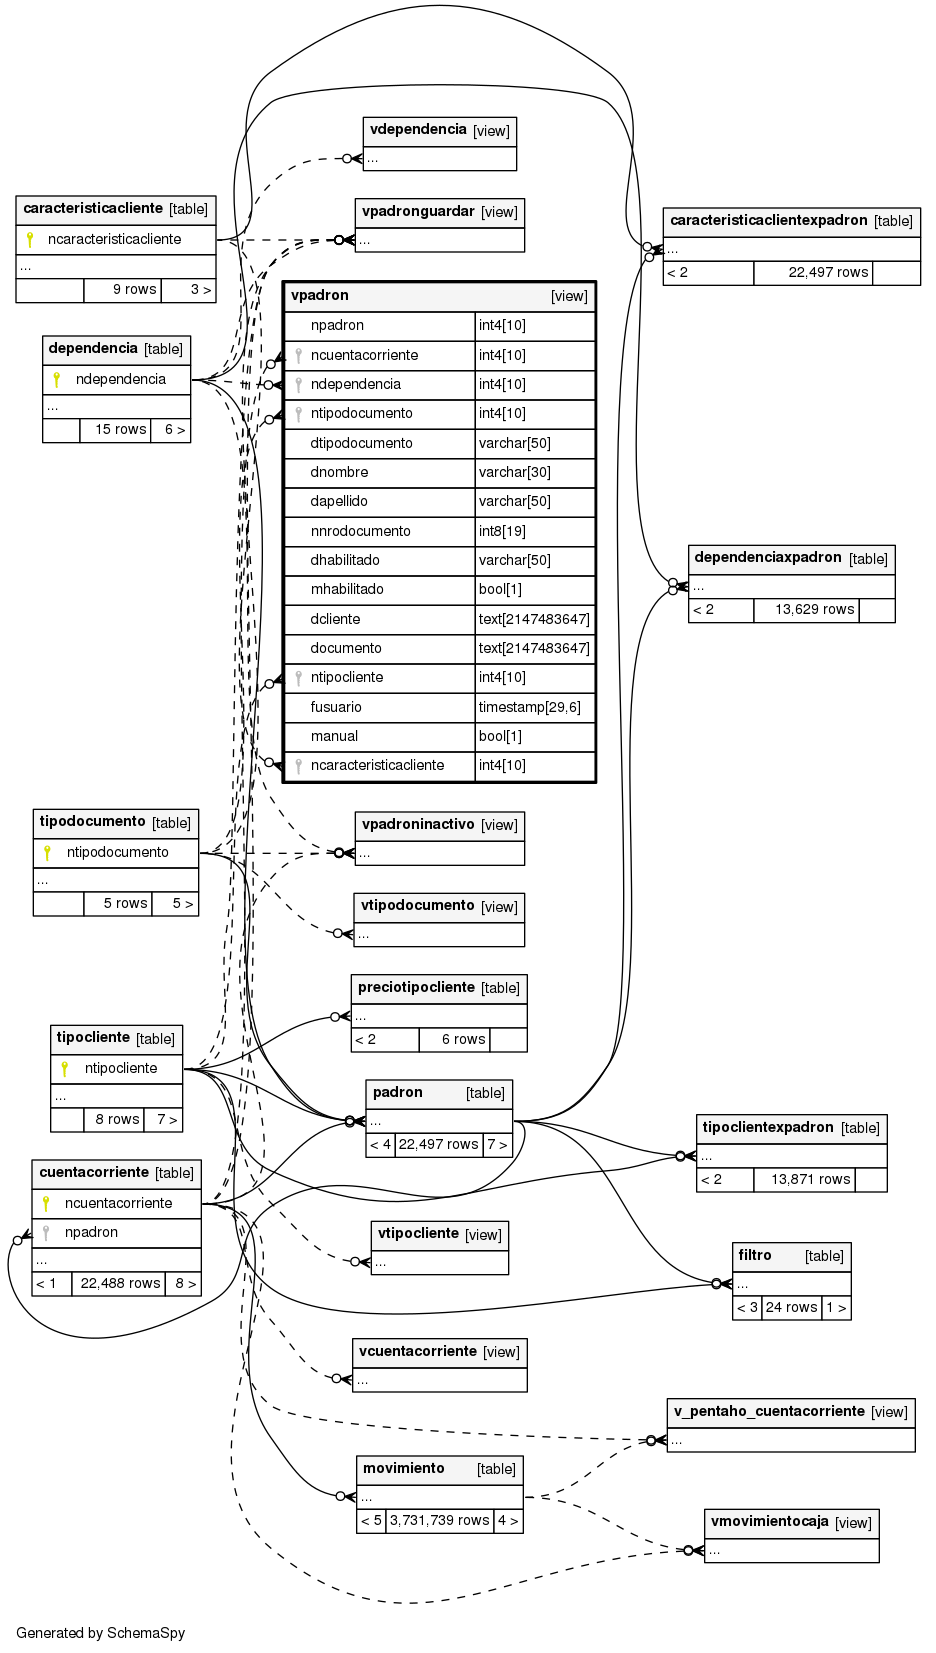 vdependencia [view]
...
caracteristicacliente [table]
ncaracteristicacliente
...
9 rows 3 >
vpadronguardar [view]
...
caracteristicaclientexpadron [table]
...
< 2 22,497 rows
vpadron [view]
npadron int4[10]
ncuentacorriente int4[10]
ndependencia int4[10]
ntipodocumento int4[10]
dtipodocumento varchar[50]
dnombre varchar[30]
dapellido varchar[50]
nnrodocumento int8[19]
dhabilitado varchar[50]
mhabilitado bool[1]
dcliente text[2147483647]
documento text[2147483647]
ntipocliente int4[10]
fusuario timestamp[29,6]
manual bool[1]
ncaracteristicacliente int4[10]
dependencia [table]
ndependencia
...
15 rows 6 >
dependenciaxpadron [table]
...
< 2 13,629 rows
tipodocumento [table]
ntipodocumento
...
5 rows 5 >
vpadroninactivo [view]
...
vtipodocumento [view]
...
preciotipocliente [table]
...
< 2 6 rows
tipocliente [table]
ntipocliente
...
8 rows 7 >
padron [table]
...
< 4 22,497 rows 7 >
tipoclientexpadron [table]
...
< 2 13,871 rows
cuentacorriente [table]
ncuentacorriente
npadron
...
< 1 22,488 rows 8 >
vtipocliente [view]
...
filtro [table]
...
< 3 24 rows 1 >
vcuentacorriente [view]
...
v_pentaho_cuentacorriente [view]
...
movimiento [table]
...
< 5 3,731,739 rows 4 >
vmovimientocaja [view]
...
Generated by SchemaSpy